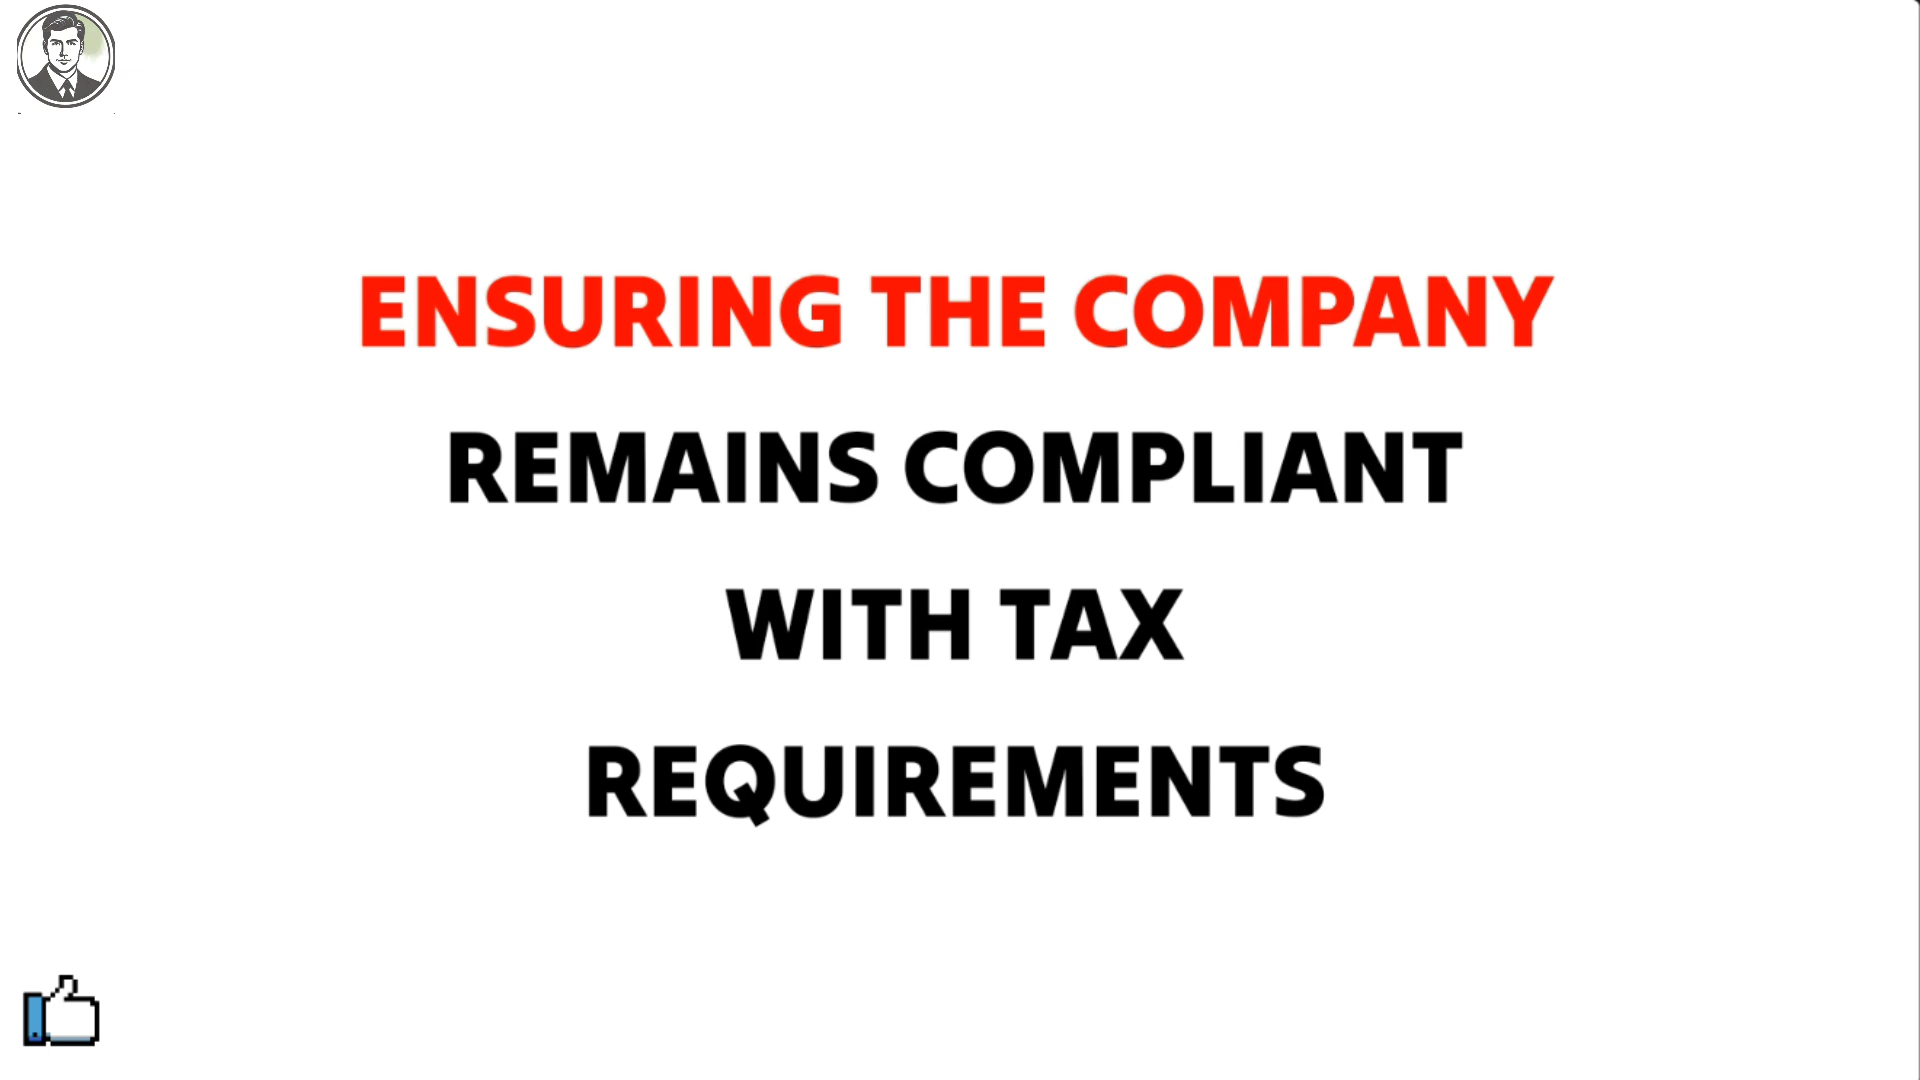 ENSURING THE COMPANY
REMAINS COMPLIANT
WITH TAX
REQUIREMENTS